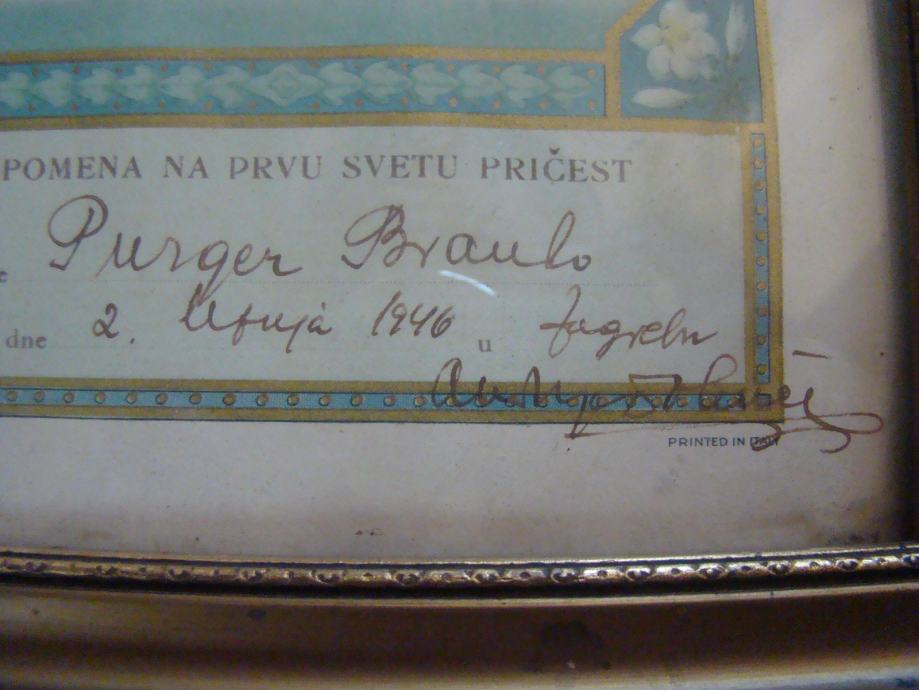 POMENA NA PRVU SVETU PRIČEST
e Purger Branko
dne 2. lipnja 1946 u Zagrebu
PRINTED IN ITALY